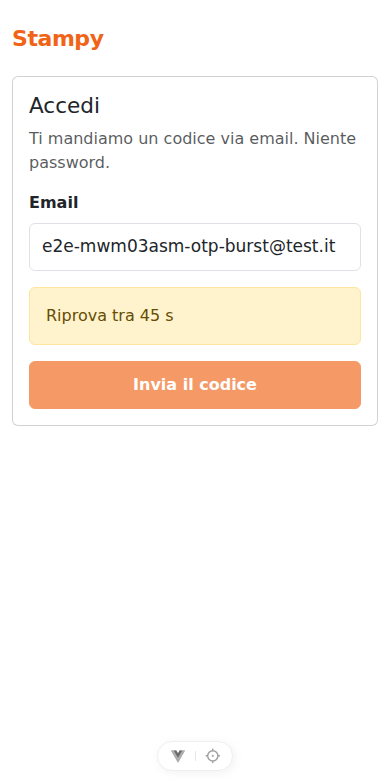 Stampy
Accedi
Ti mandiamo un codice via email. Niente
password.
Email
e2e-mwm03asm-otp-burst@test.it
Riprova tra 45 s
Invia il codice